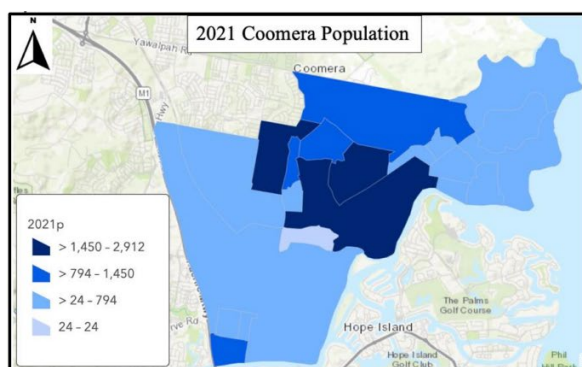 2021 Coomera Population
N
Yawalpah R
Coomera
M1
Hwy
2021p
> 1,450 - 2,912
> 794 - 1,450
> 24 - 794
24 - 24
The Palms
Golf Course
Hope Island
Hope Island
Golf Club
Phil